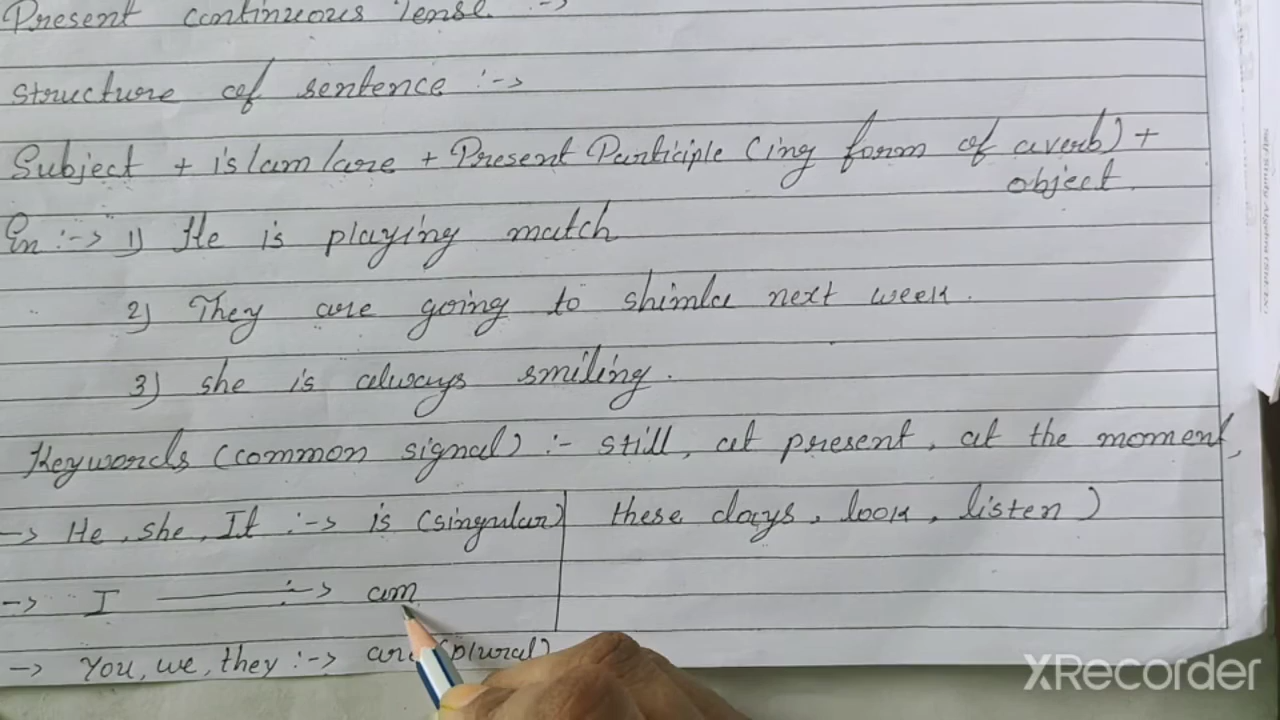 Present continuous Tense. :->
structure of sentence :->
Subject + is/am/are + Present Participle (ing form of a verb) +
object.
En :-> 1) He is playing match
2) They are going to shimla next week.
3) she is always smiling.
Keywords (common signal) :- still, at present, at the moment,
these days, look, listen)
-> He, she, It :-> is (singular)
-> I :-> am
-> You, we, they :-> are (plural)
XRecorder